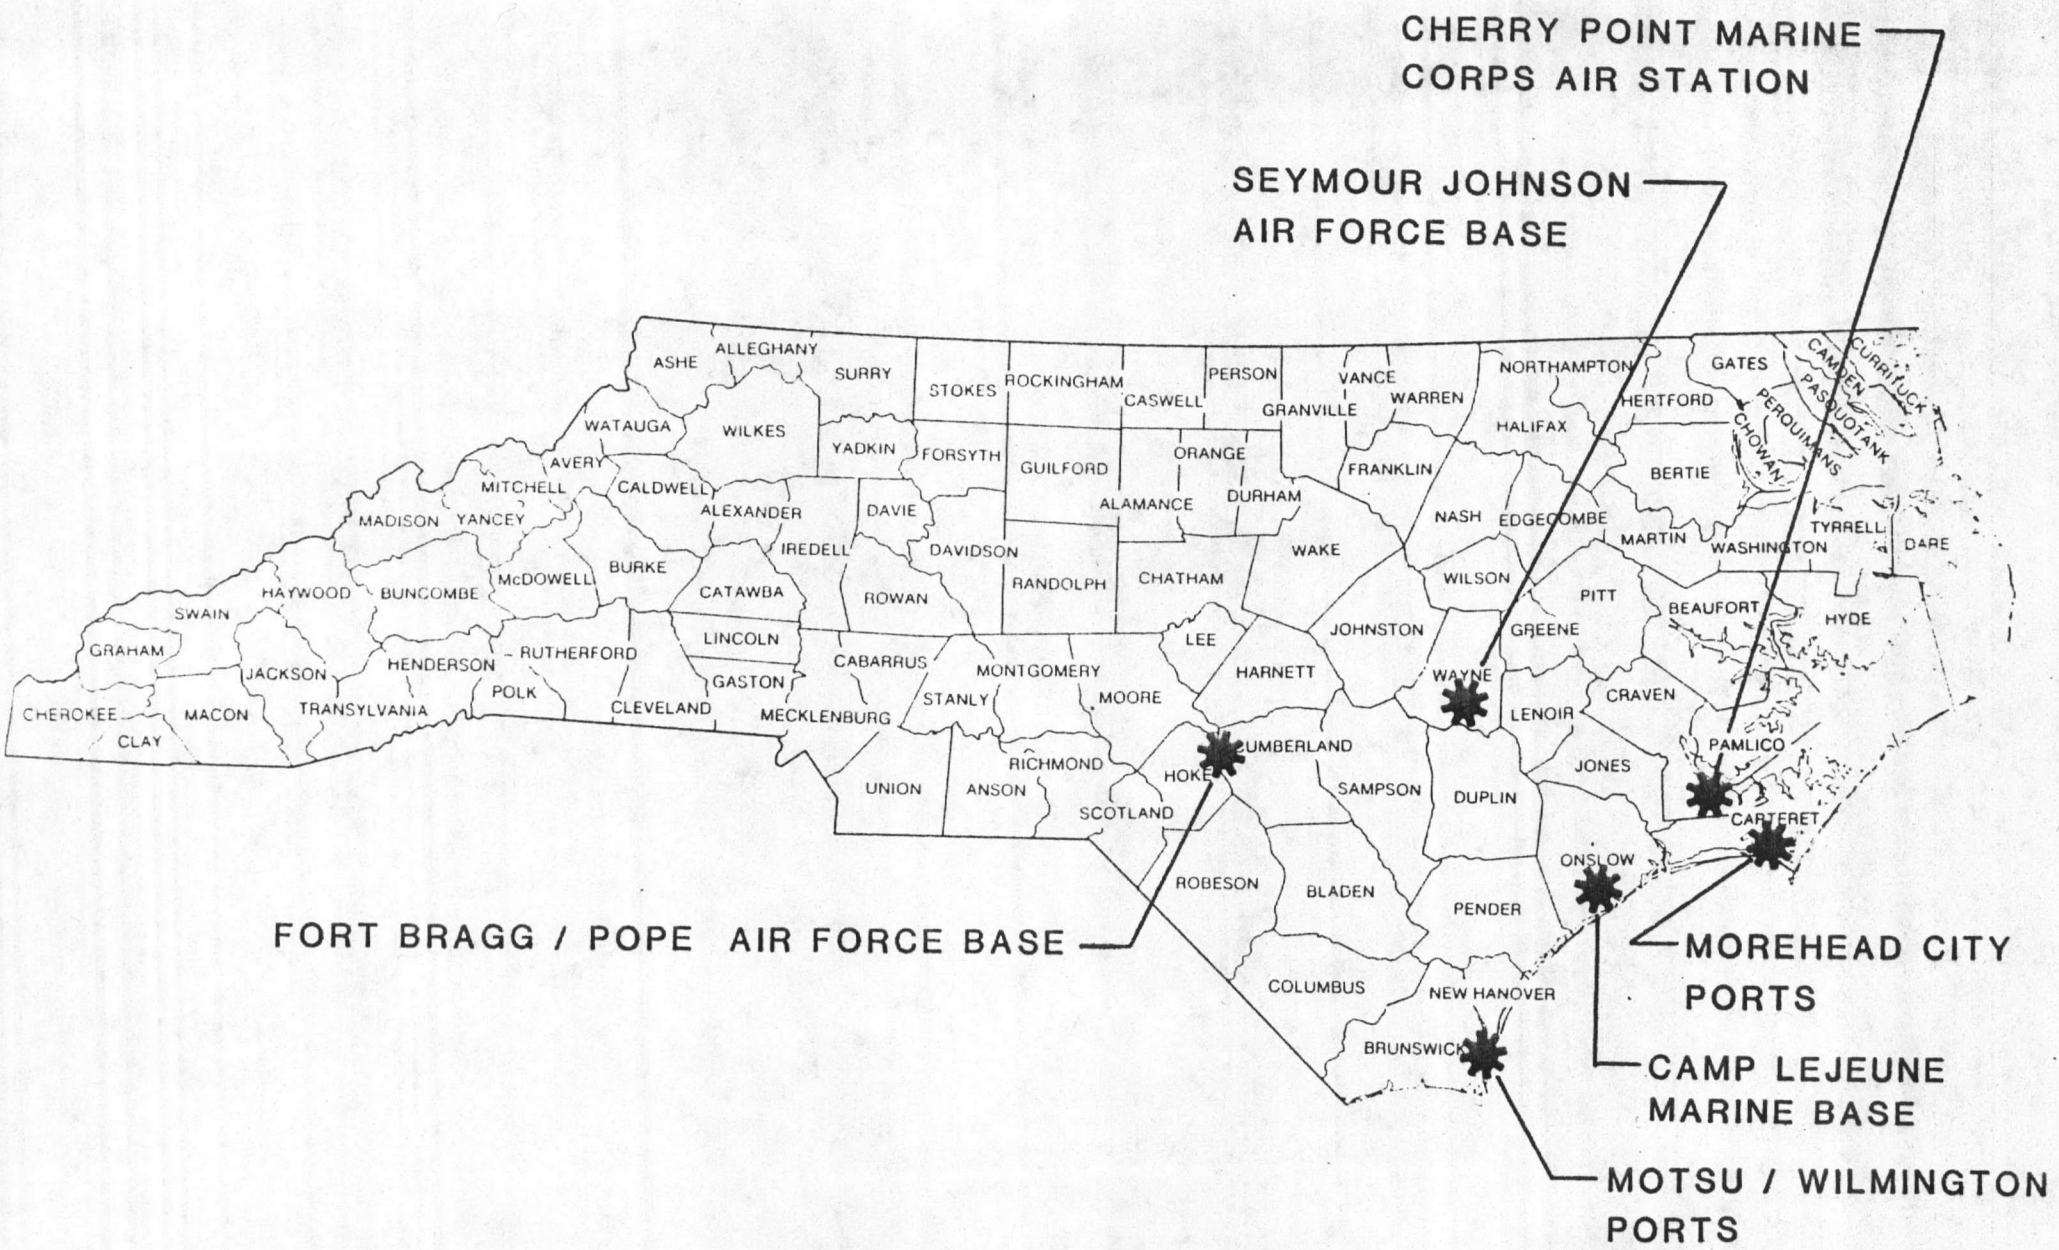 CHERRY POINT MARINE
CORPS AIR STATION
SEYMOUR JOHNSON
AIR FORCE BASE
ASHE
ALLEGHANY
SURRY
STOKES
ROCKINGHAM
CASWELL
PERSON
GRANVILLE
VANCE
WARREN
NORTHAMPTON
HERTFORD
GATES
CURRITUCK
CAMDEN
PASQUOTANK
PERQUIMANS
CHOWAN
WATAUGA
WILKES
YADKIN
FORSYTH
GUILFORD
ALAMANCE
ORANGE
DURHAM
FRANKLIN
HALIFAX
BERTIE
AVERY
MITCHELL
CALDWELL
ALEXANDER
DAVIE
MADISON
YANCEY
IREDELL
DAVIDSON
RANDOLPH
CHATHAM
WAKE
NASH
EDGECOMBE
MARTIN
WASHINGTON
TYRRELL
DARE
HAYWOOD
BUNCOMBE
McDOWELL
BURKE
CATAWBA
ROWAN
WILSON
PITT
BEAUFORT
HYDE
SWAIN
GRAHAM
JACKSON
HENDERSON
RUTHERFORD
LINCOLN
CABARRUS
MONTGOMERY
LEE
HARNETT
JOHNSTON
GREENE
WAYNE
CHEROKEE
CLAY
MACON
TRANSYLVANIA
POLK
CLEVELAND
GASTON
MECKLENBURG
STANLY
MOORE
LENOIR
CRAVEN
PAMLICO
UNION
ANSON
RICHMOND
SCOTLAND
HOKE
CUMBERLAND
SAMPSON
DUPLIN
JONES
CARTERET
ONSLOW
ROBESON
BLADEN
PENDER
COLUMBUS
NEW HANOVER
BRUNSWICK
FORT BRAGG / POPE AIR FORCE BASE
MOREHEAD CITY
PORTS
CAMP LEJEUNE
MARINE BASE
MOTSU / WILMINGTON
PORTS